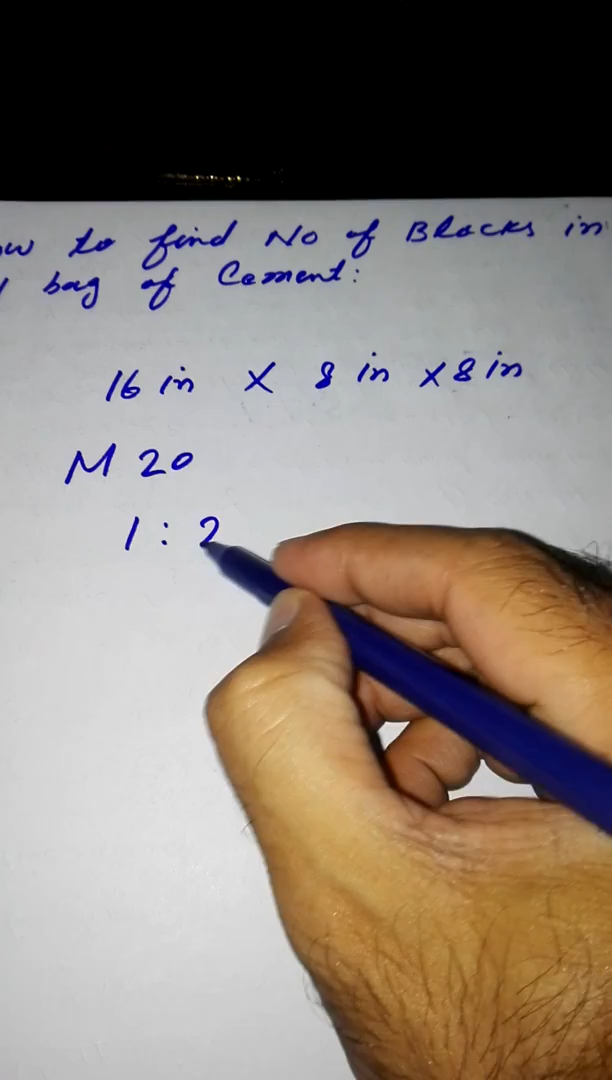 to find No of Blocks in
bag of Cement:
16 in X 8 in x 8 in
M 20
1 : 2